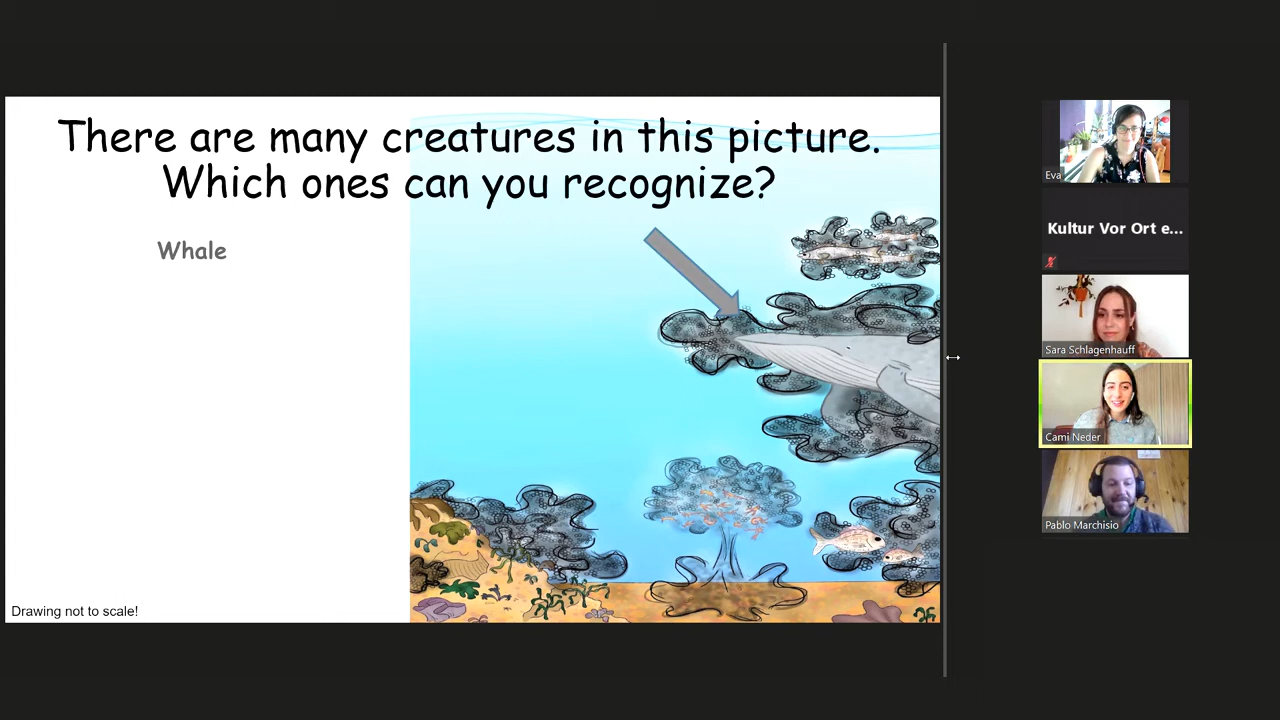 There are many creatures in this picture.
Which ones can you recognize?
Whale
Drawing not to scale!
Eva
Kultur Vor Ort e...
Sara Schlagenhauff
Cami Neder
Pablo Marchisio